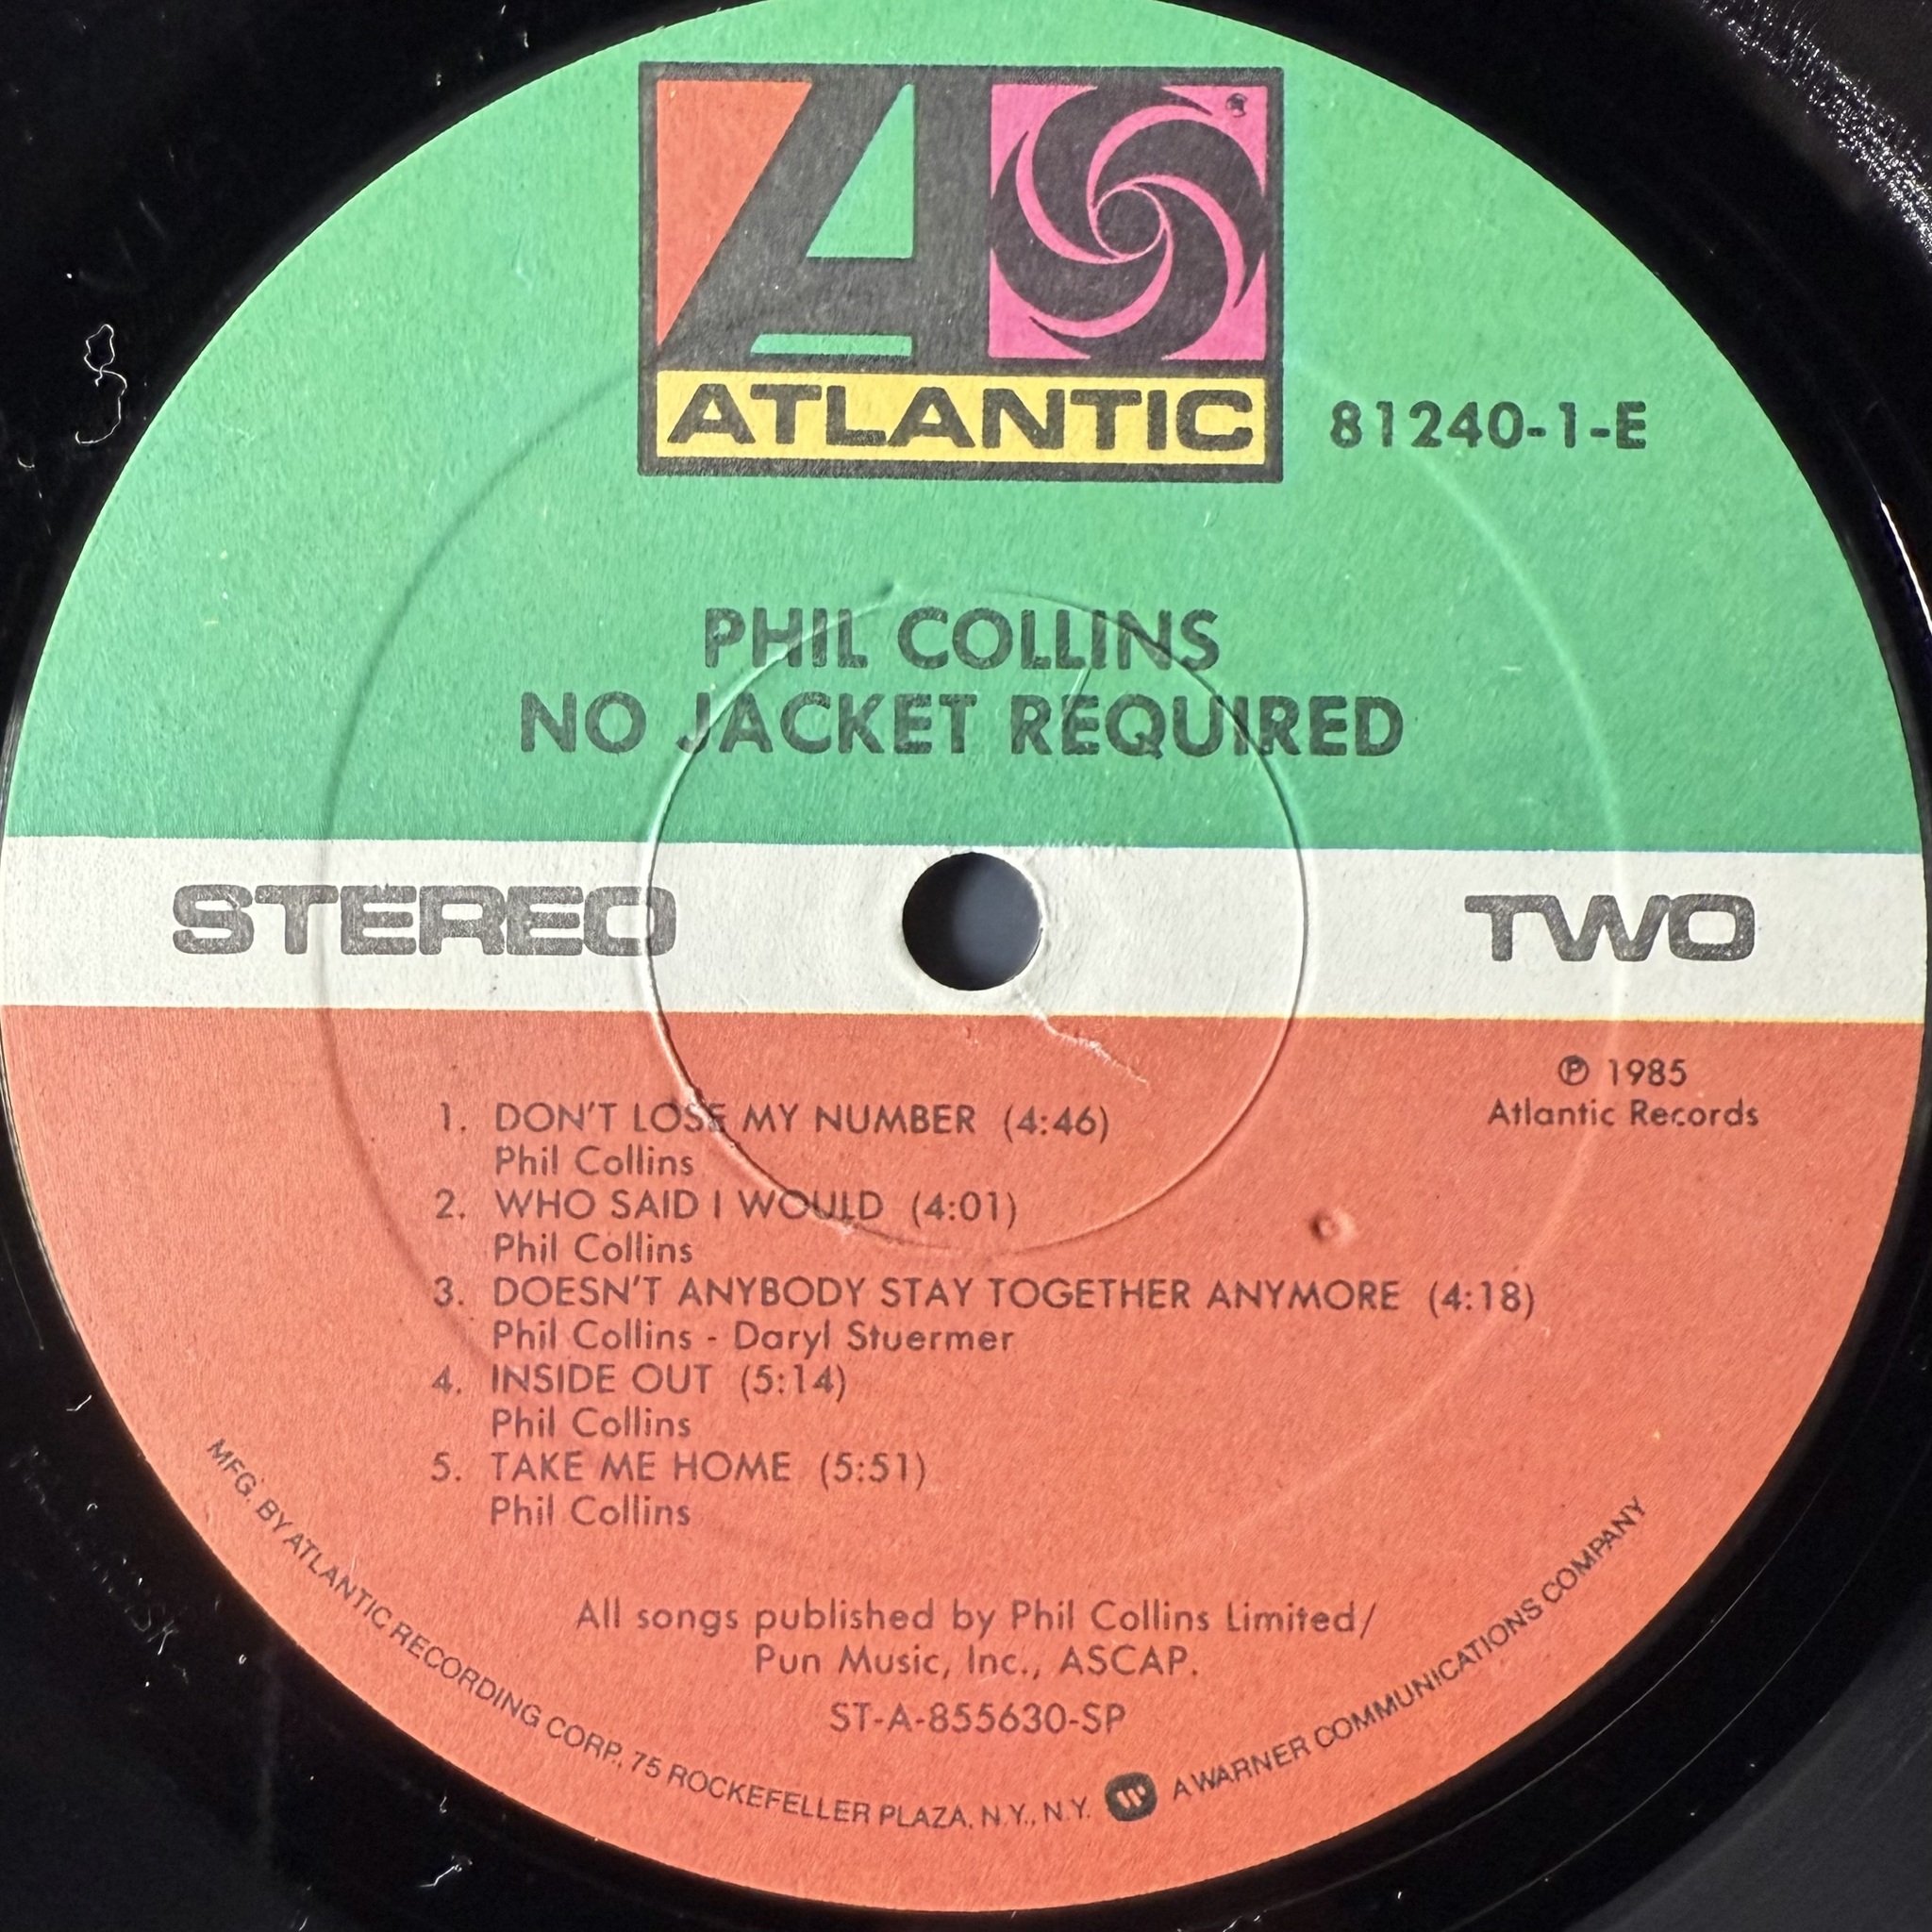 ATLANTIC
81240-1-E
PHIL COLLINS
NO JACKET REQUIRED
STEREO
TWO
℗ 1985
Atlantic Records
1. DON'T LOSE MY NUMBER (4:46)
Phil Collins
2. WHO SAID I WOULD (4:01)
Phil Collins
3. DOESN'T ANYBODY STAY TOGETHER ANYMORE (4:18)
Phil Collins - Daryl Stuermer
4. INSIDE OUT (5:14)
Phil Collins
5. TAKE ME HOME (5:51)
Phil Collins
All songs published by Phil Collins Limited/
Pun Music, Inc., ASCAP.
ST-A-855630-SP
MFG. BY ATLANTIC RECORDING CORP., 75 ROCKEFELLER PLAZA, N.Y., N.Y. A WARNER COMMUNICATIONS COMPANY